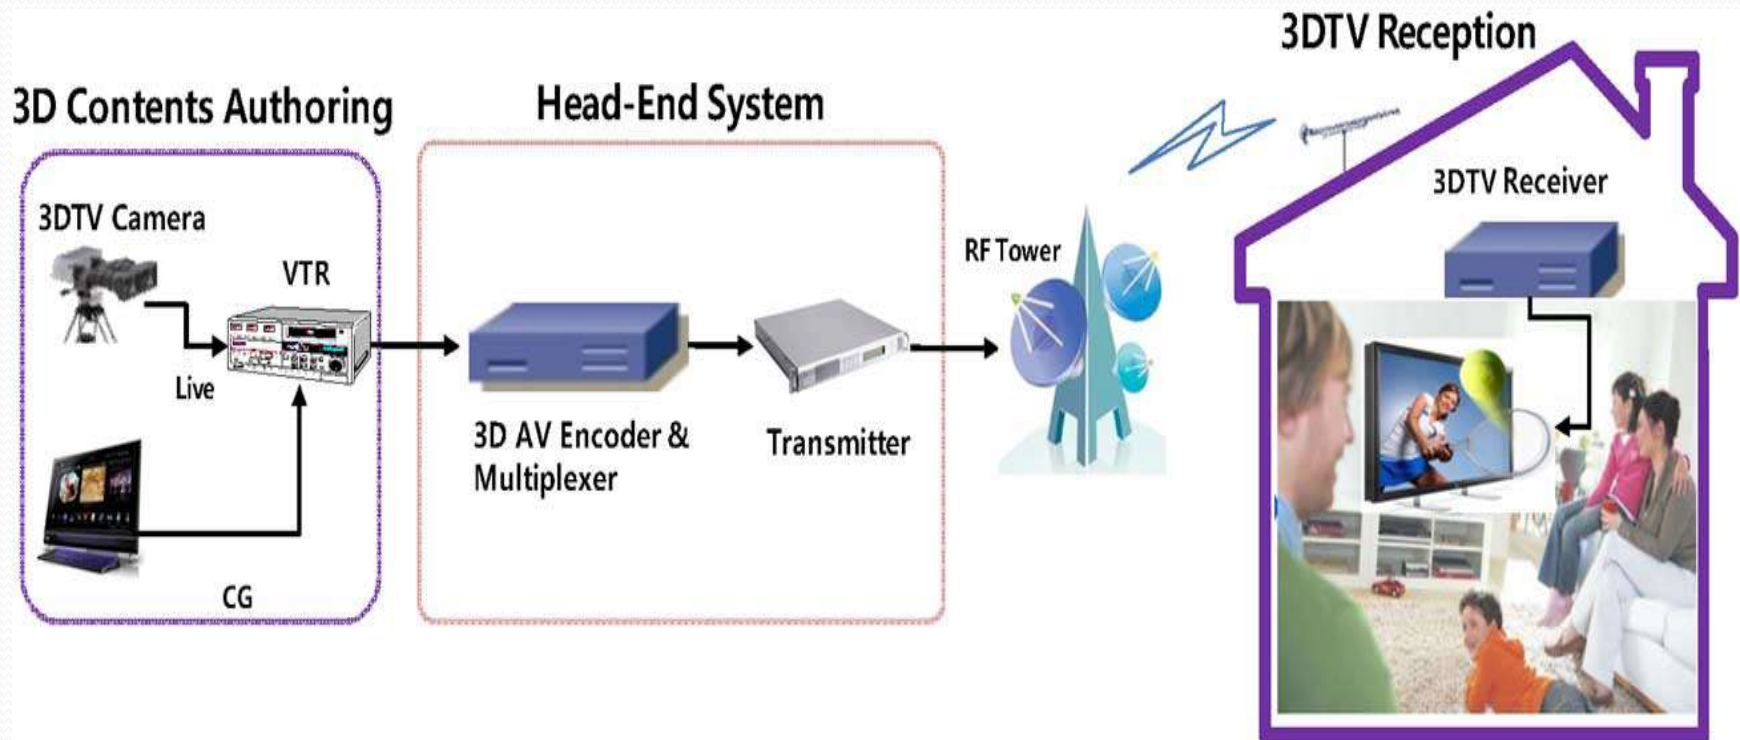 3D Contents Authoring
3DTV Camera
VTR
Live
CG
Head-End System
3D AV Encoder &
Multiplexer
Transmitter
RF Tower
3DTV Reception
3DTV Receiver